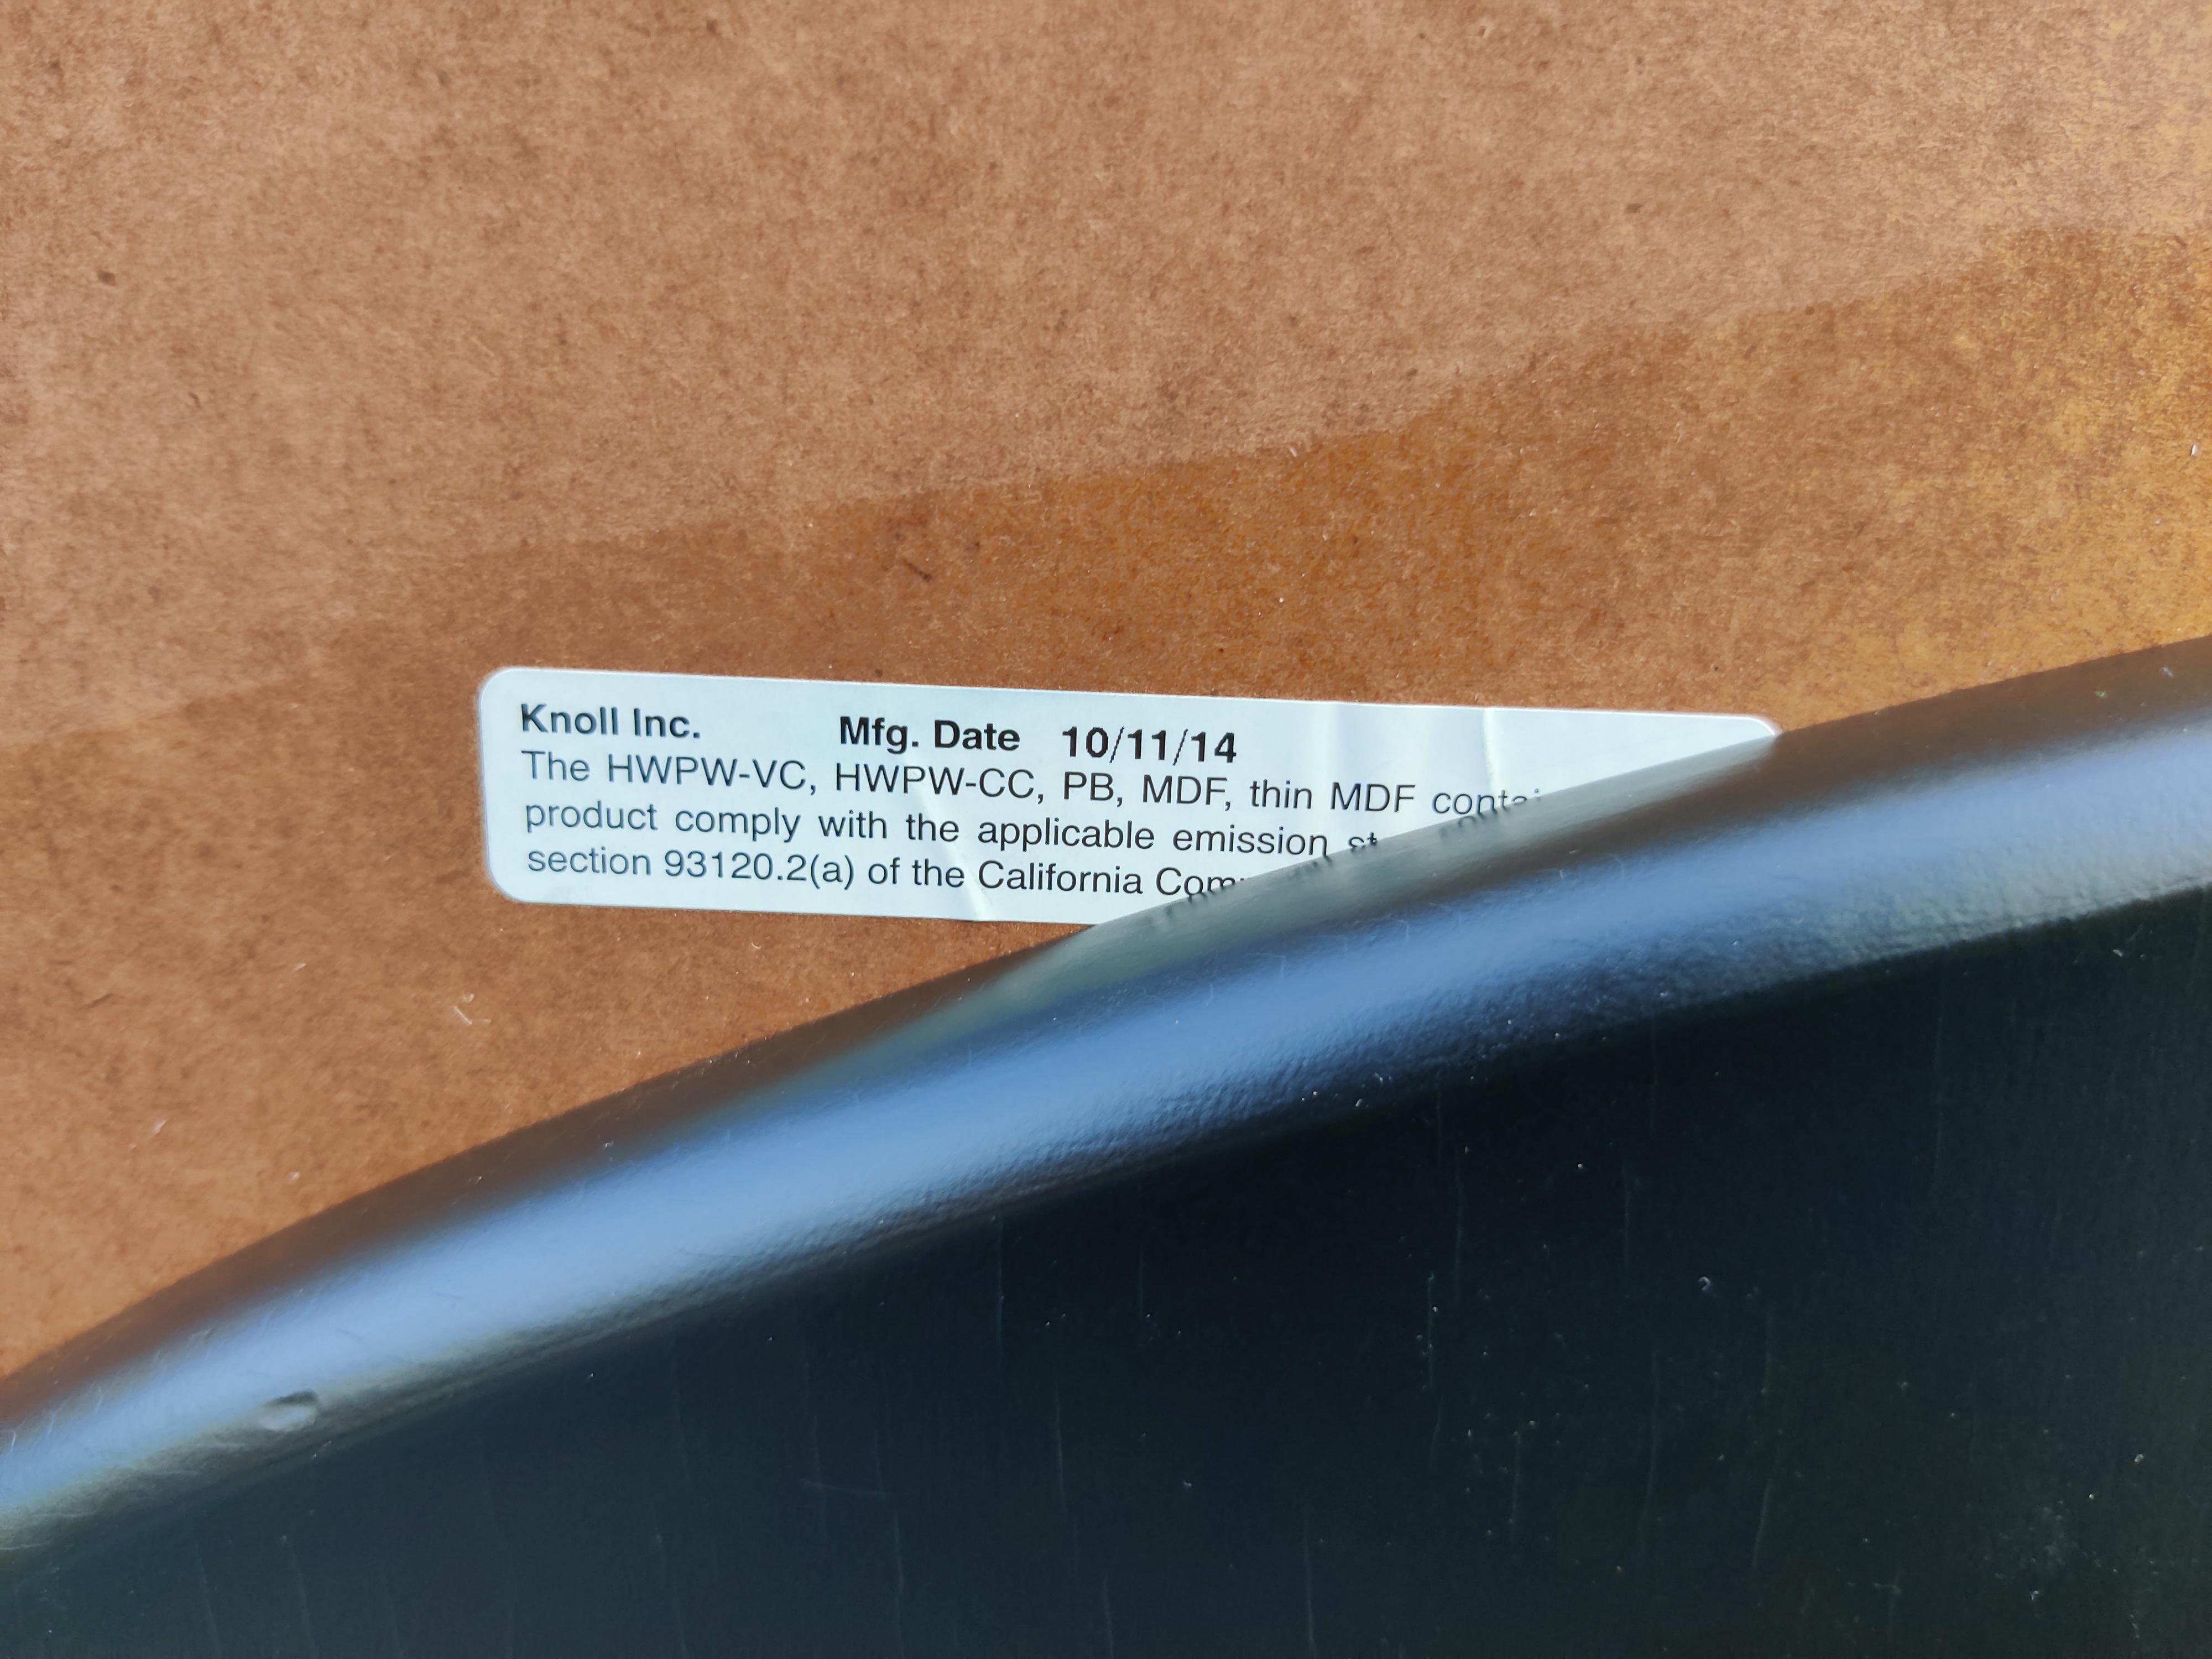 Knoll Inc. Mfg. Date 10/11/14
The HWPW-VC, HWPW-CC, PB, MDF, thin MDF
product comply with the applicable emission
section 93120.2(a) of the California